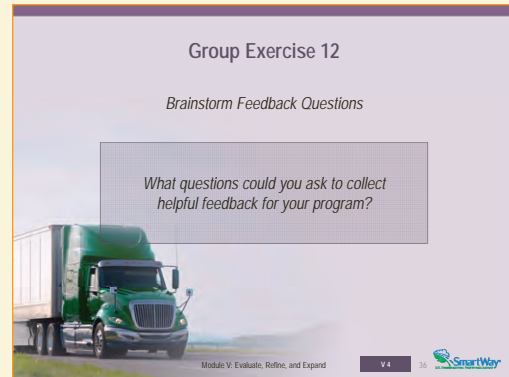 Group Exercise 12
Brainstorm Feedback Questions
What questions could you ask to collect
helpful feedback for your program?
Module V: Evaluate, Refine, and Expand
V 4
36
SmartWay